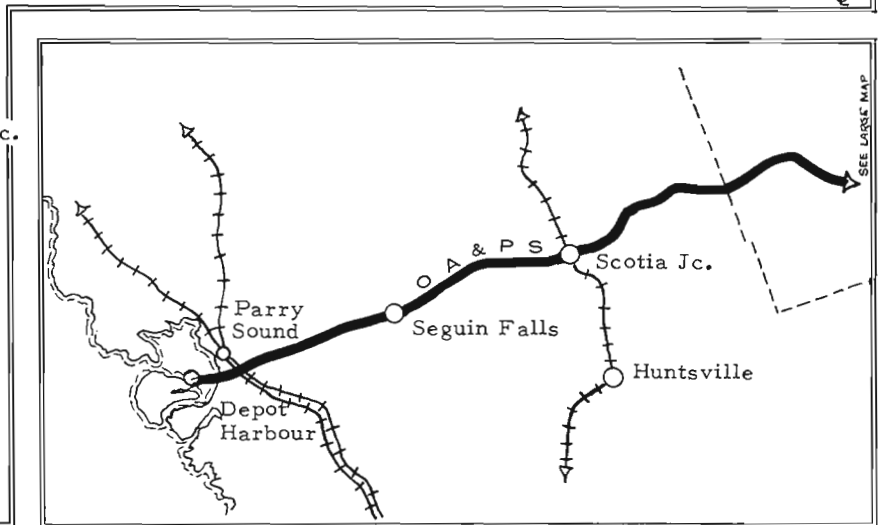 c.
SEE LARGE MAP
O A & P S
Scotia Jc.
Parry
Sound
Seguin Falls
Huntsville
Depot
Harbour